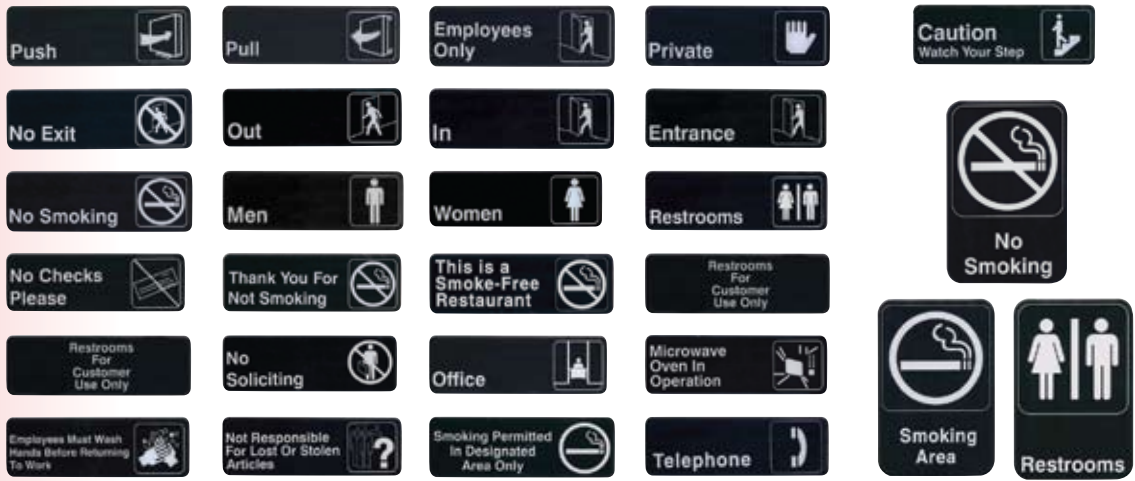 Push
Pull
Employees
Only
Private
Caution
Watch Your Step
No Exit
Out
In
Entrance
No Smoking
Men
Women
Restrooms
No
Smoking
No Checks
Please
Thank You For
Not Smoking
This is a
Smoke-Free
Restaurant
Restrooms
For
Customer
Use Only
Restrooms
For
Customer
Use Only
No
Soliciting
Office
Microwave
Oven In
Operation
Smoking
Area
Restrooms
Employees Must Wash
Hands Before Returning
To Work
Not Responsible
For Lost Or Stolen
Articles
?
Smoking Permitted
In Designated
Area Only
Telephone